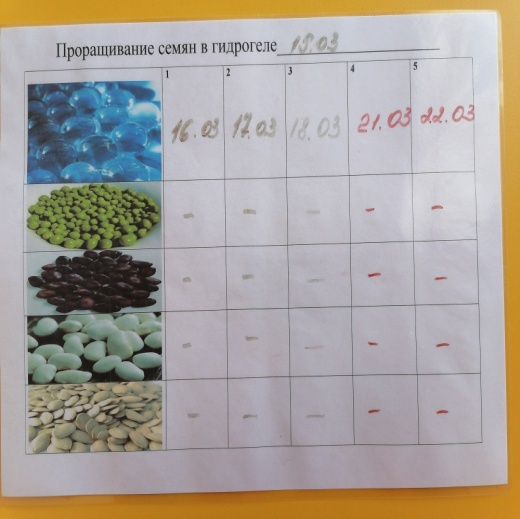 Проращивание семян в гидрогеле 15.03
1 2 3 4 5
16.03 17.03 18.03 21.03 22.03
- - - - -
- - - - -
- - - - -
- - - - -